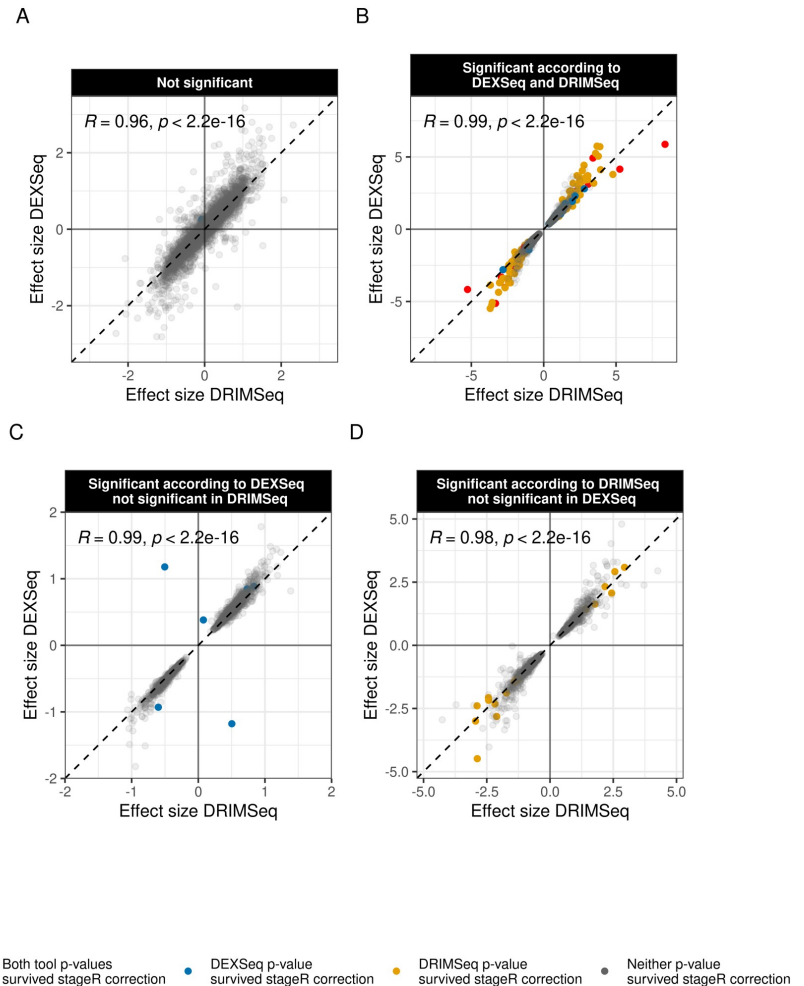 A
B
Not significant
Significant according to
DEXSeq and DRIMSeq
R = 0.96, p < 2.2e-16
R = 0.99, p < 2.2e-16
Effect size DEXSeq
2
0
-2
-2
0
2
Effect size DRIMSeq
Effect size DEXSeq
5
0
-5
-5
0
5
Effect size DRIMSeq
C
D
Significant according to DEXSeq
not significant in DRIMSeq
Significant according to DRIMSeq
not significant in DEXSeq
R = 0.99, p < 2.2e-16
R = 0.98, p < 2.2e-16
Effect size DEXSeq
2
1
0
-1
-2
-2
-1
0
1
2
Effect size DRIMSeq
Effect size DEXSeq
5.0
2.5
0.0
-2.5
-5.0
-5.0
-2.5
0.0
2.5
5.0
Effect size DRIMSeq
Both tool p-values
survived stageR correction
DEXSeq p-value
survived stageR correction
DRIMSeq p-value
survived stageR correction
Neither p-value
survived stageR correction